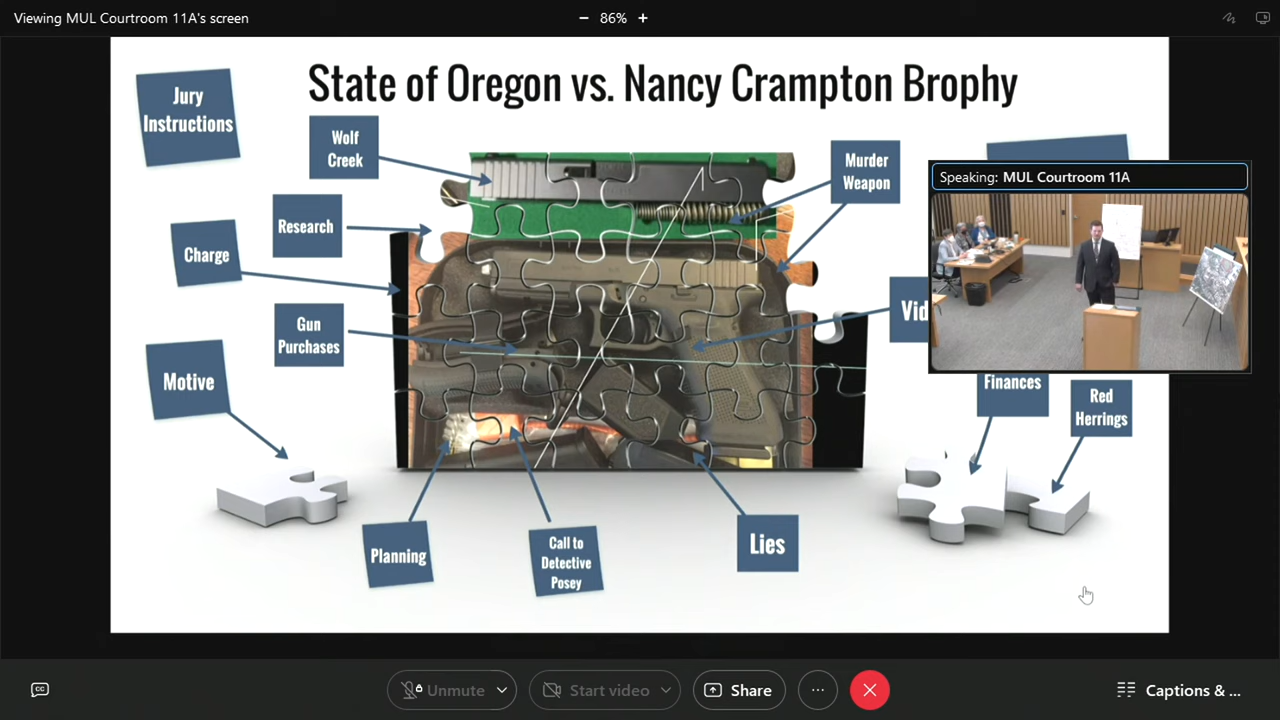 Viewing MUL Courtroom 11A's screen
86%
State of Oregon vs. Nancy Crampton Brophy
Jury
Instructions
Wolf
Creek
Murder
Weapon
Speaking: MUL Courtroom 11A
Research
Charge
Gun
Purchases
Vid
Motive
Finances
Red
Herrings
Planning
Call to
Detective
Posey
Lies
CC
Unmute
Start video
Share
Captions & ...